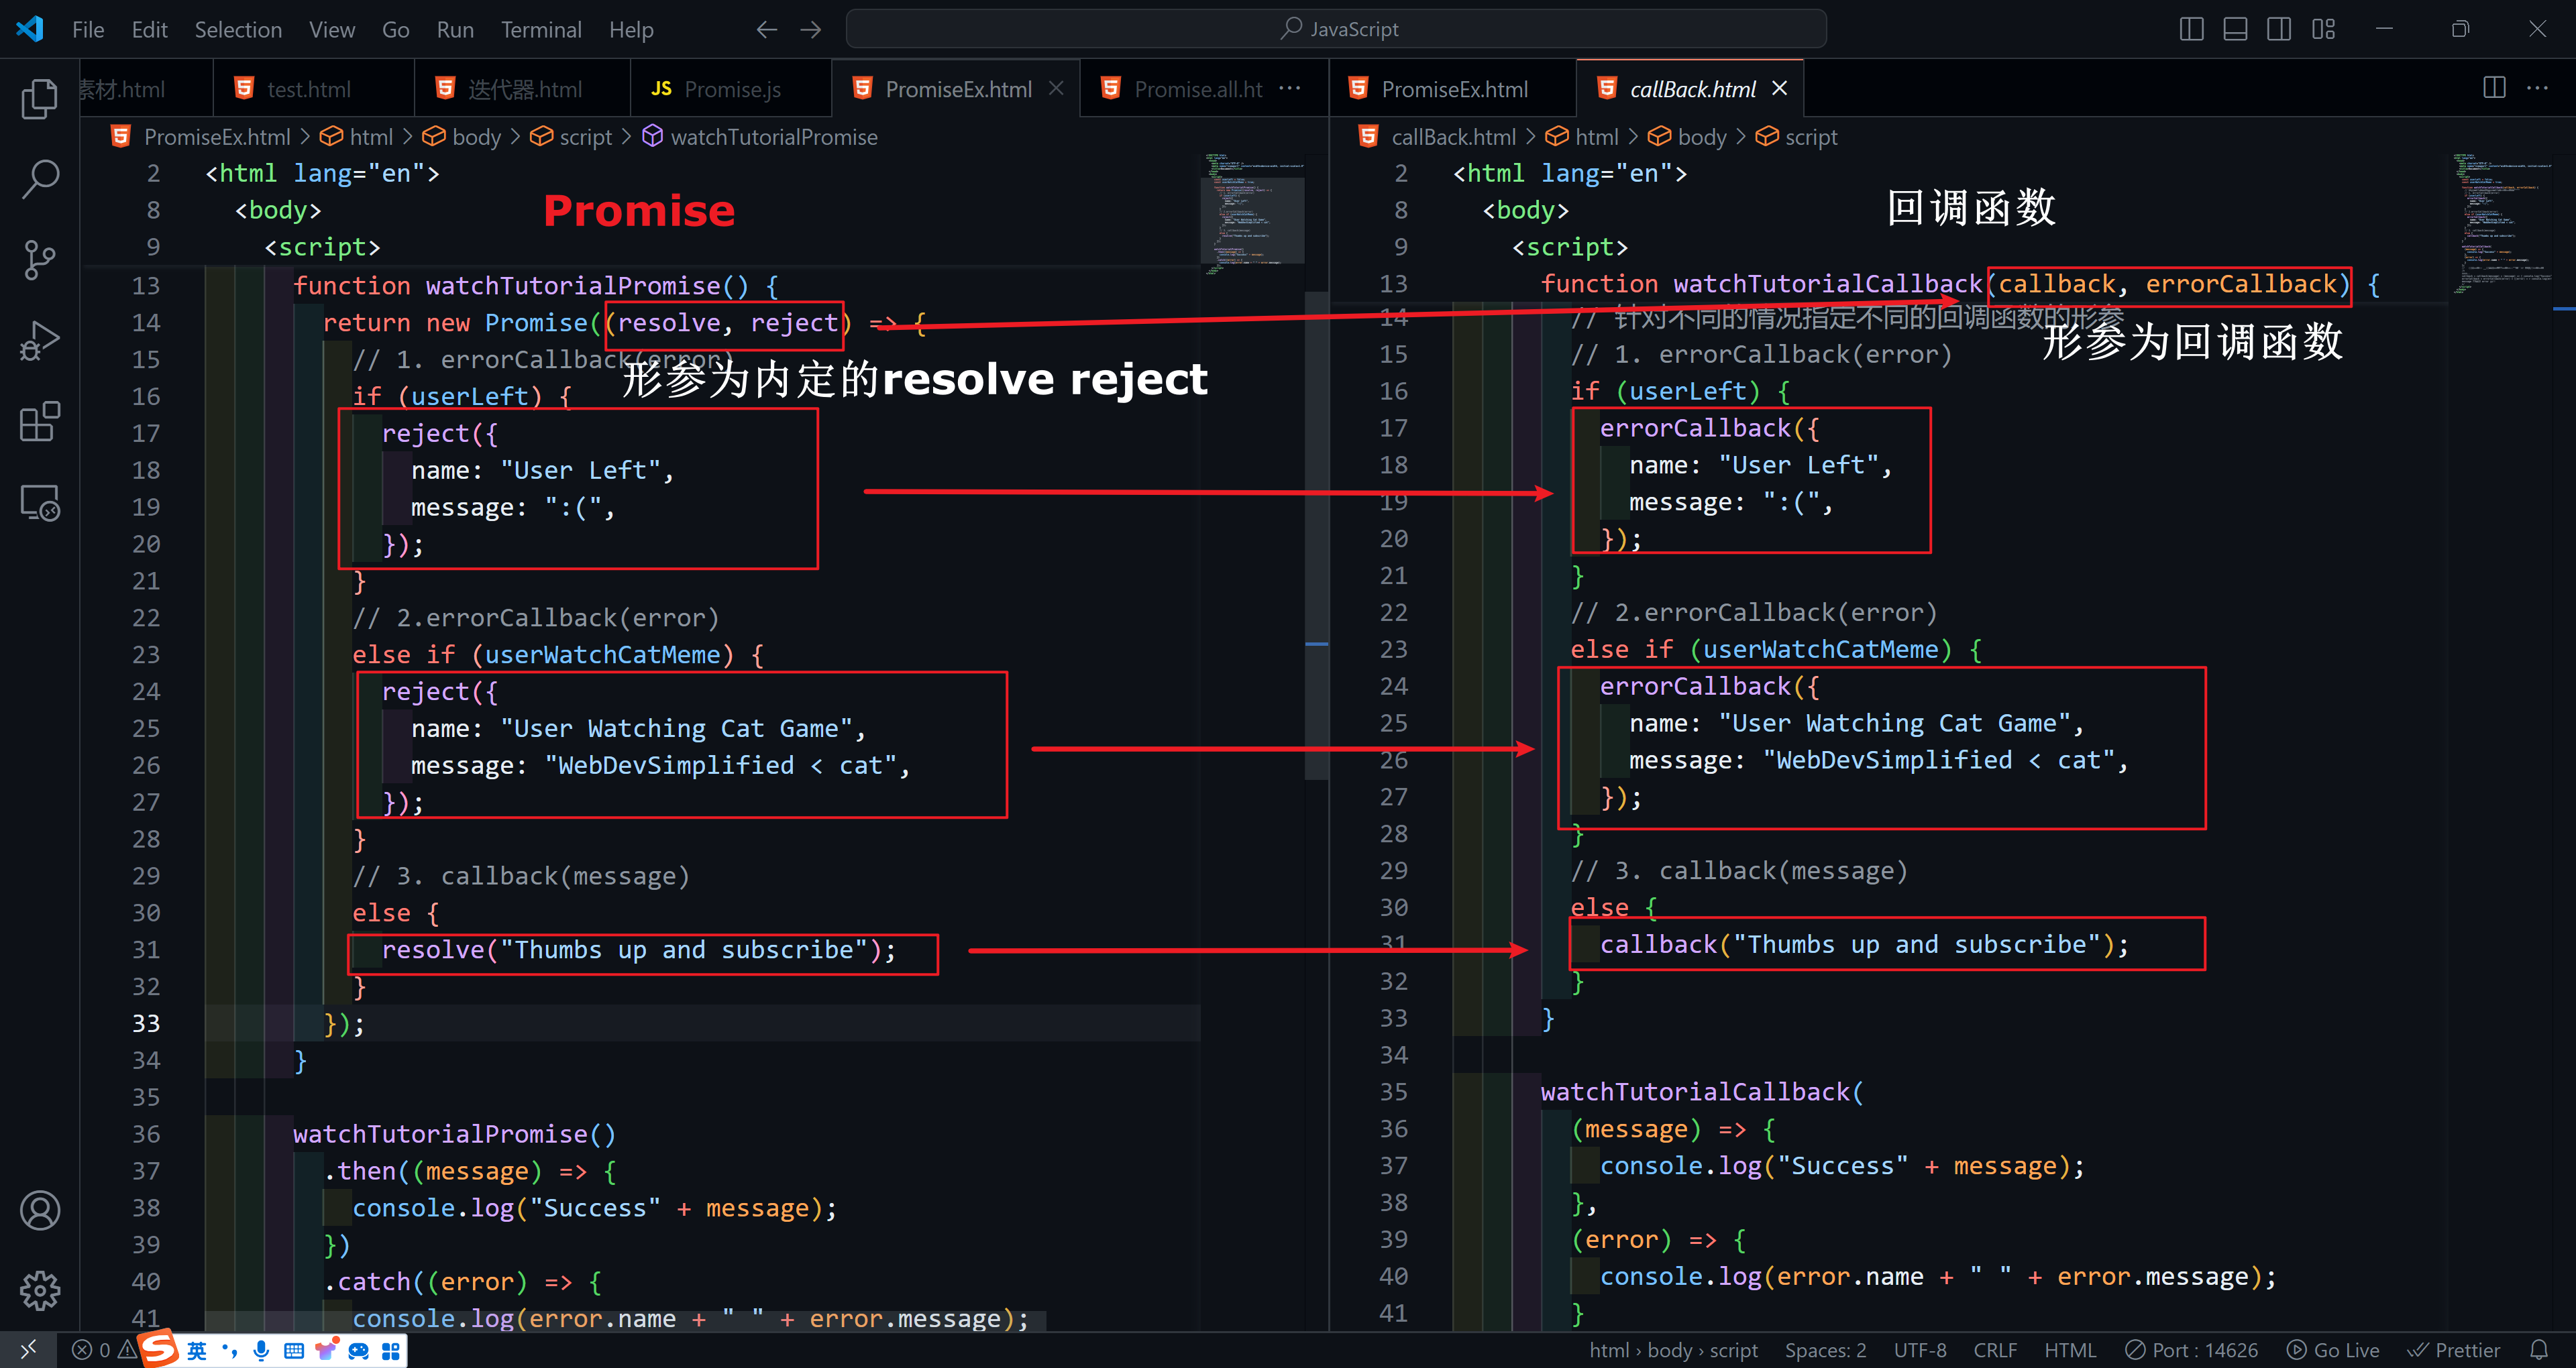 File Edit Selection View Go Run Terminal Help
JavaScript
素材.html test.html 迭代器.html JS Promise.js PromiseEx.html Promise.all.ht ···
PromiseEx.html > html > body > script > watchTutorialPromise
2 <html lang="en">
8 <body>
Promise
9 <script>
13 function watchTutorialPromise() {
14 return new Promise((resolve, reject) => {
15 // 1. errorCallback(error)
形参为内定的resolve reject
16 if (userLeft) {
17 reject({
18 name: "User Left",
19 message: ":(",
20 });
21 }
22 // 2.errorCallback(error)
23 else if (userWatchCatMeme) {
24 reject({
25 name: "User Watching Cat Game",
26 message: "WebDevSimplified < cat",
27 });
28 }
29 // 3. callback(message)
30 else {
31 resolve("Thumbs up and subscribe");
32 }
33 });
34 }
35
36 watchTutorialPromise()
37 .then((message) => {
38 console.log("Success" + message);
39 })
40 .catch((error) => {
41 console.log(error.name + " " + error.message);
PromiseEx.html callBack.html
callBack.html > html > body > script
2 <html lang="en">
回调函数
8 <body>
9 <script>
13 function watchTutorialCallback(callback, errorCallback) {
14 // 针对不同的情况指定不同的回调函数的形参
形参为回调函数
15 // 1. errorCallback(error)
16 if (userLeft) {
17 errorCallback({
18 name: "User Left",
19 message: ":(",
20 });
21 }
22 // 2.errorCallback(error)
23 else if (userWatchCatMeme) {
24 errorCallback({
25 name: "User Watching Cat Game",
26 message: "WebDevSimplified < cat",
27 });
28 }
29 // 3. callback(message)
30 else {
31 callback("Thumbs up and subscribe");
32 }
33 }
34
35 watchTutorialCallback(
36 (message) => {
37 console.log("Success" + message);
38 },
39 (error) => {
40 console.log(error.name + " " + error.message);
41 }
0 英 html › body › script Spaces: 2 UTF-8 CRLF HTML Port : 14626 Go Live Prettier